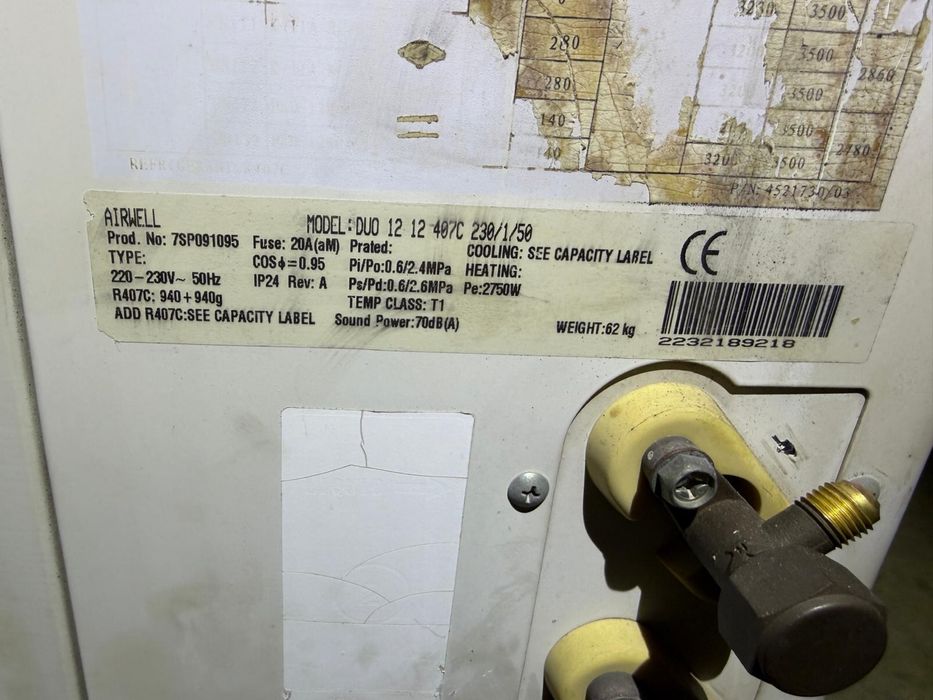 3230 3500
280 3500
2860
280 3500
140 3500
2780
320 3500
P/N: 4521730/03
AIRWELL MODEL: DUO 12 12 407C 230/1/50
Prod. No: 7SP091095 Fuse: 20A(aM) Prated: COOLING: SEE CAPACITY LABEL
TYPE: COSϕ=0.95 Pi/Po:0.6/2.4MPa HEATING:
220-230V~ 50Hz IP24 Rev: A Ps/Pd:0.6/2.6MPa Pe:2750W
R407C: 940+940g TEMP CLASS: T1
ADD R407C:SEE CAPACITY LABEL Sound Power:70dB(A) WEIGHT:62 kg
CE
2232189218